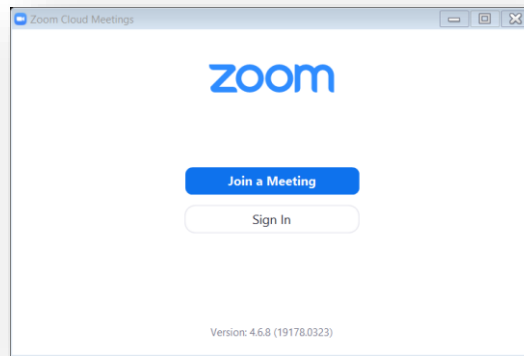 Zoom Cloud Meetings
zoom
Join a Meeting
Sign In
Version: 4.6.8 (19178.0323)